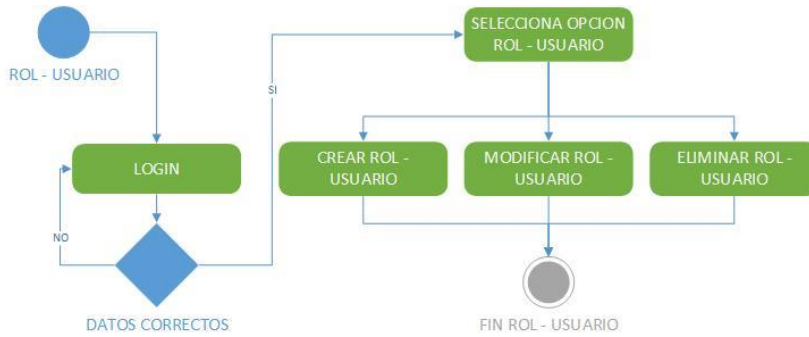 ROL - USUARIO
LOGIN
NO
DATOS CORRECTOS
SI
SELECCIONA OPCION
ROL - USUARIO
CREAR ROL -
USUARIO
MODIFICAR ROL -
USUARIO
ELIMINAR ROL -
USUARIO
FIN ROL - USUARIO